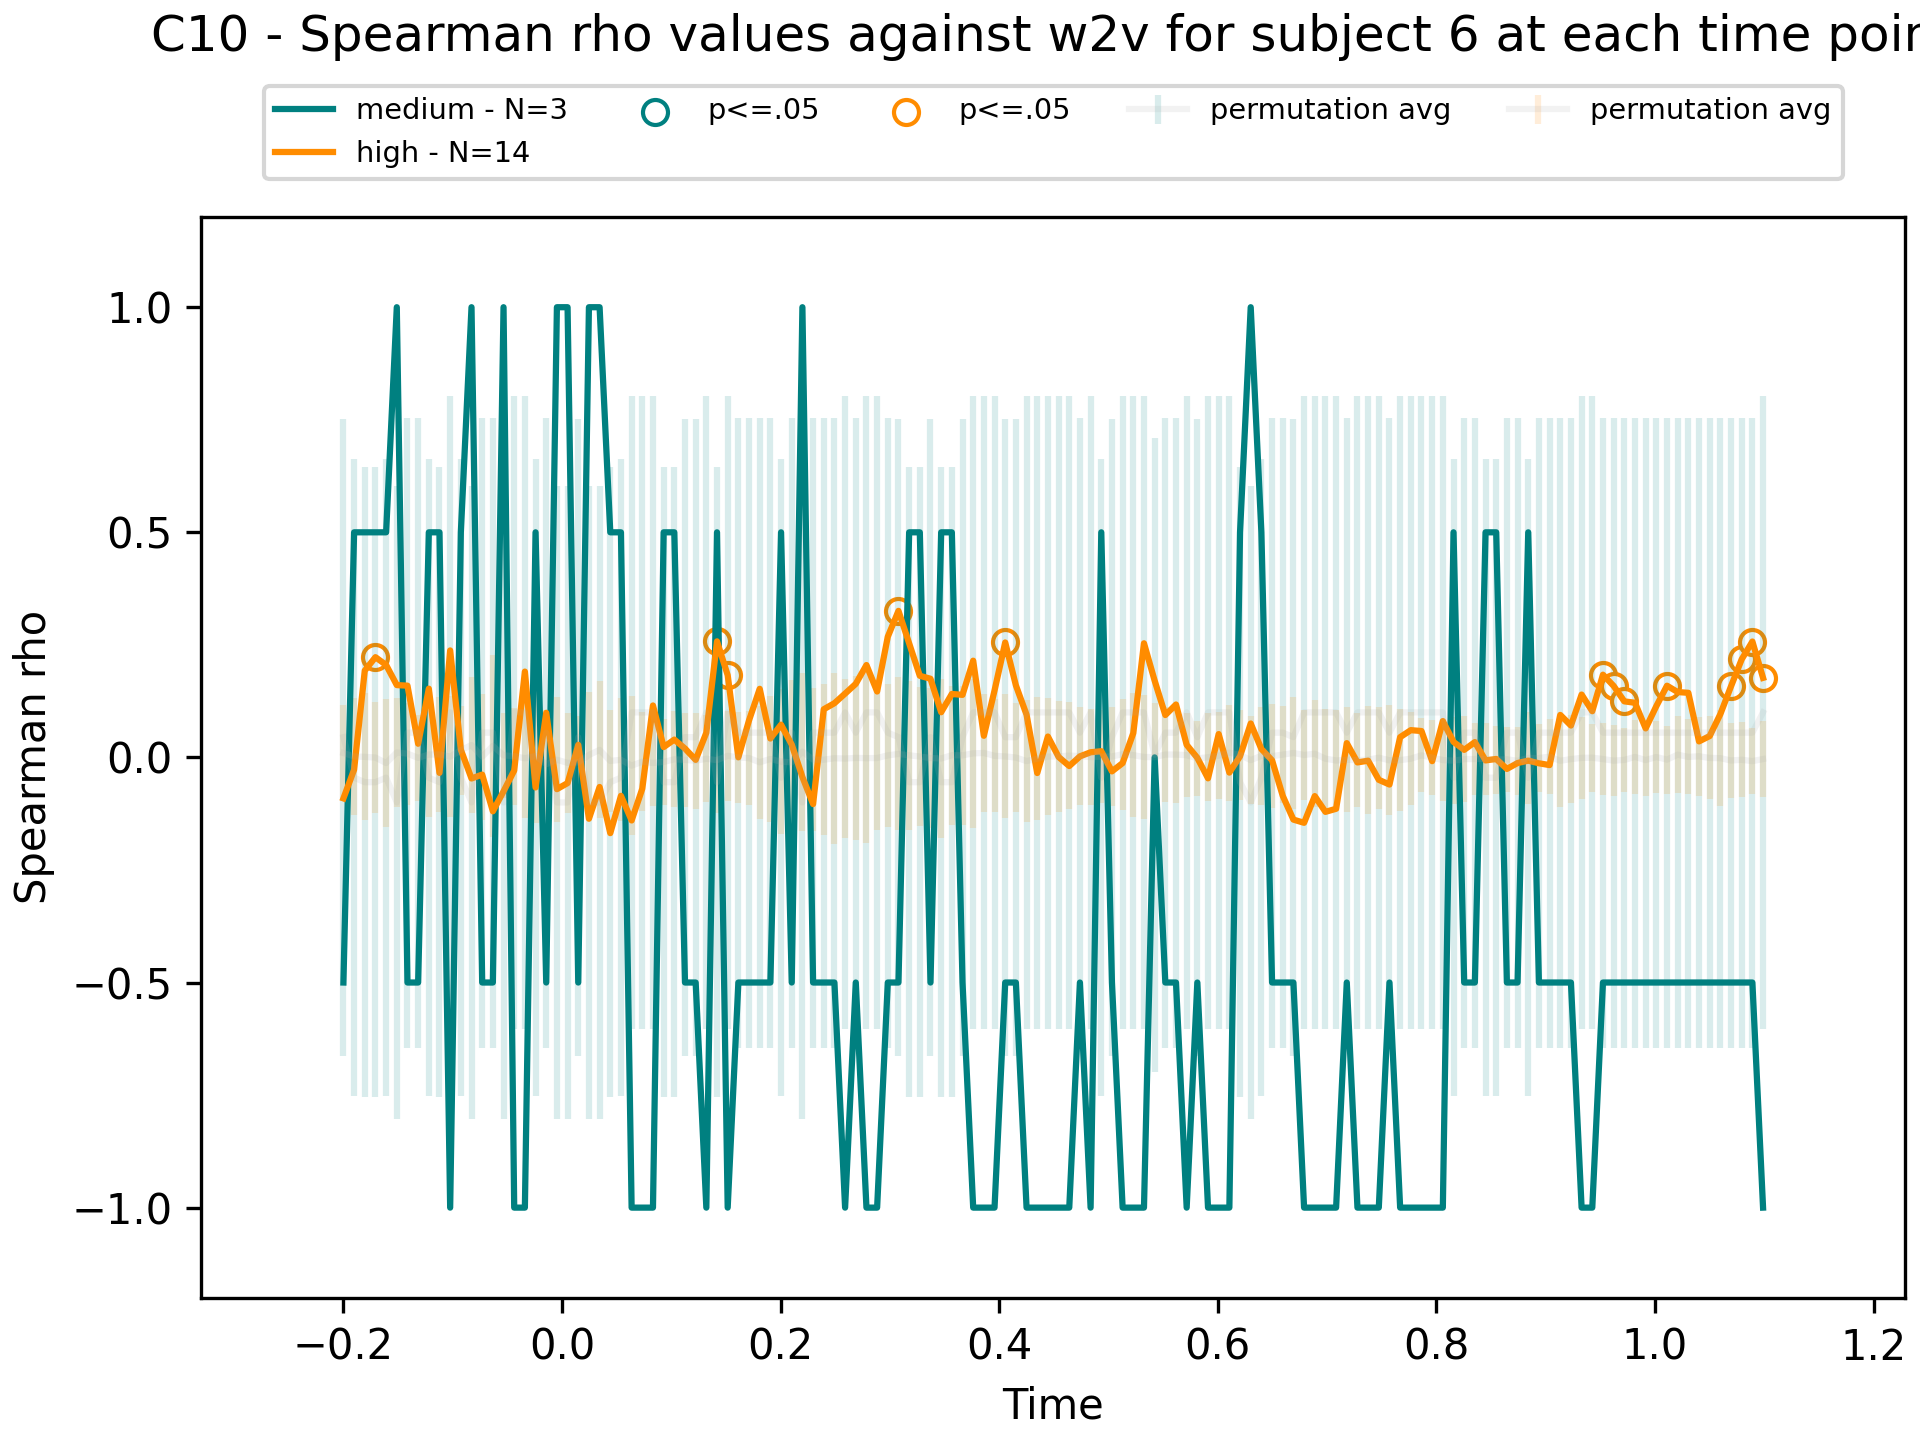 C10 - Spearman rho values against w2v for subject 6 at each time poin
medium - N=3
high - N=14
p<=.05
p<=.05
permutation avg
permutation avg
Spearman rho
1.0
0.5
0.0
−0.5
−1.0
−0.2
0.0
0.2
0.4
0.6
0.8
1.0
1.2
Time